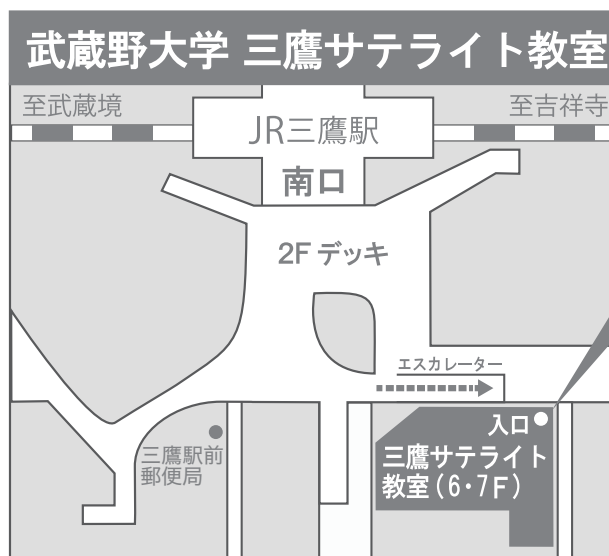 武蔵野大学 三鷹サテライト教室
至武蔵境
至吉祥寺
JR三鷹駅
南口
2F デッキ
エスカレーター
入口
三鷹駅前
郵便局
三鷹サテライト
教室(6・7F)